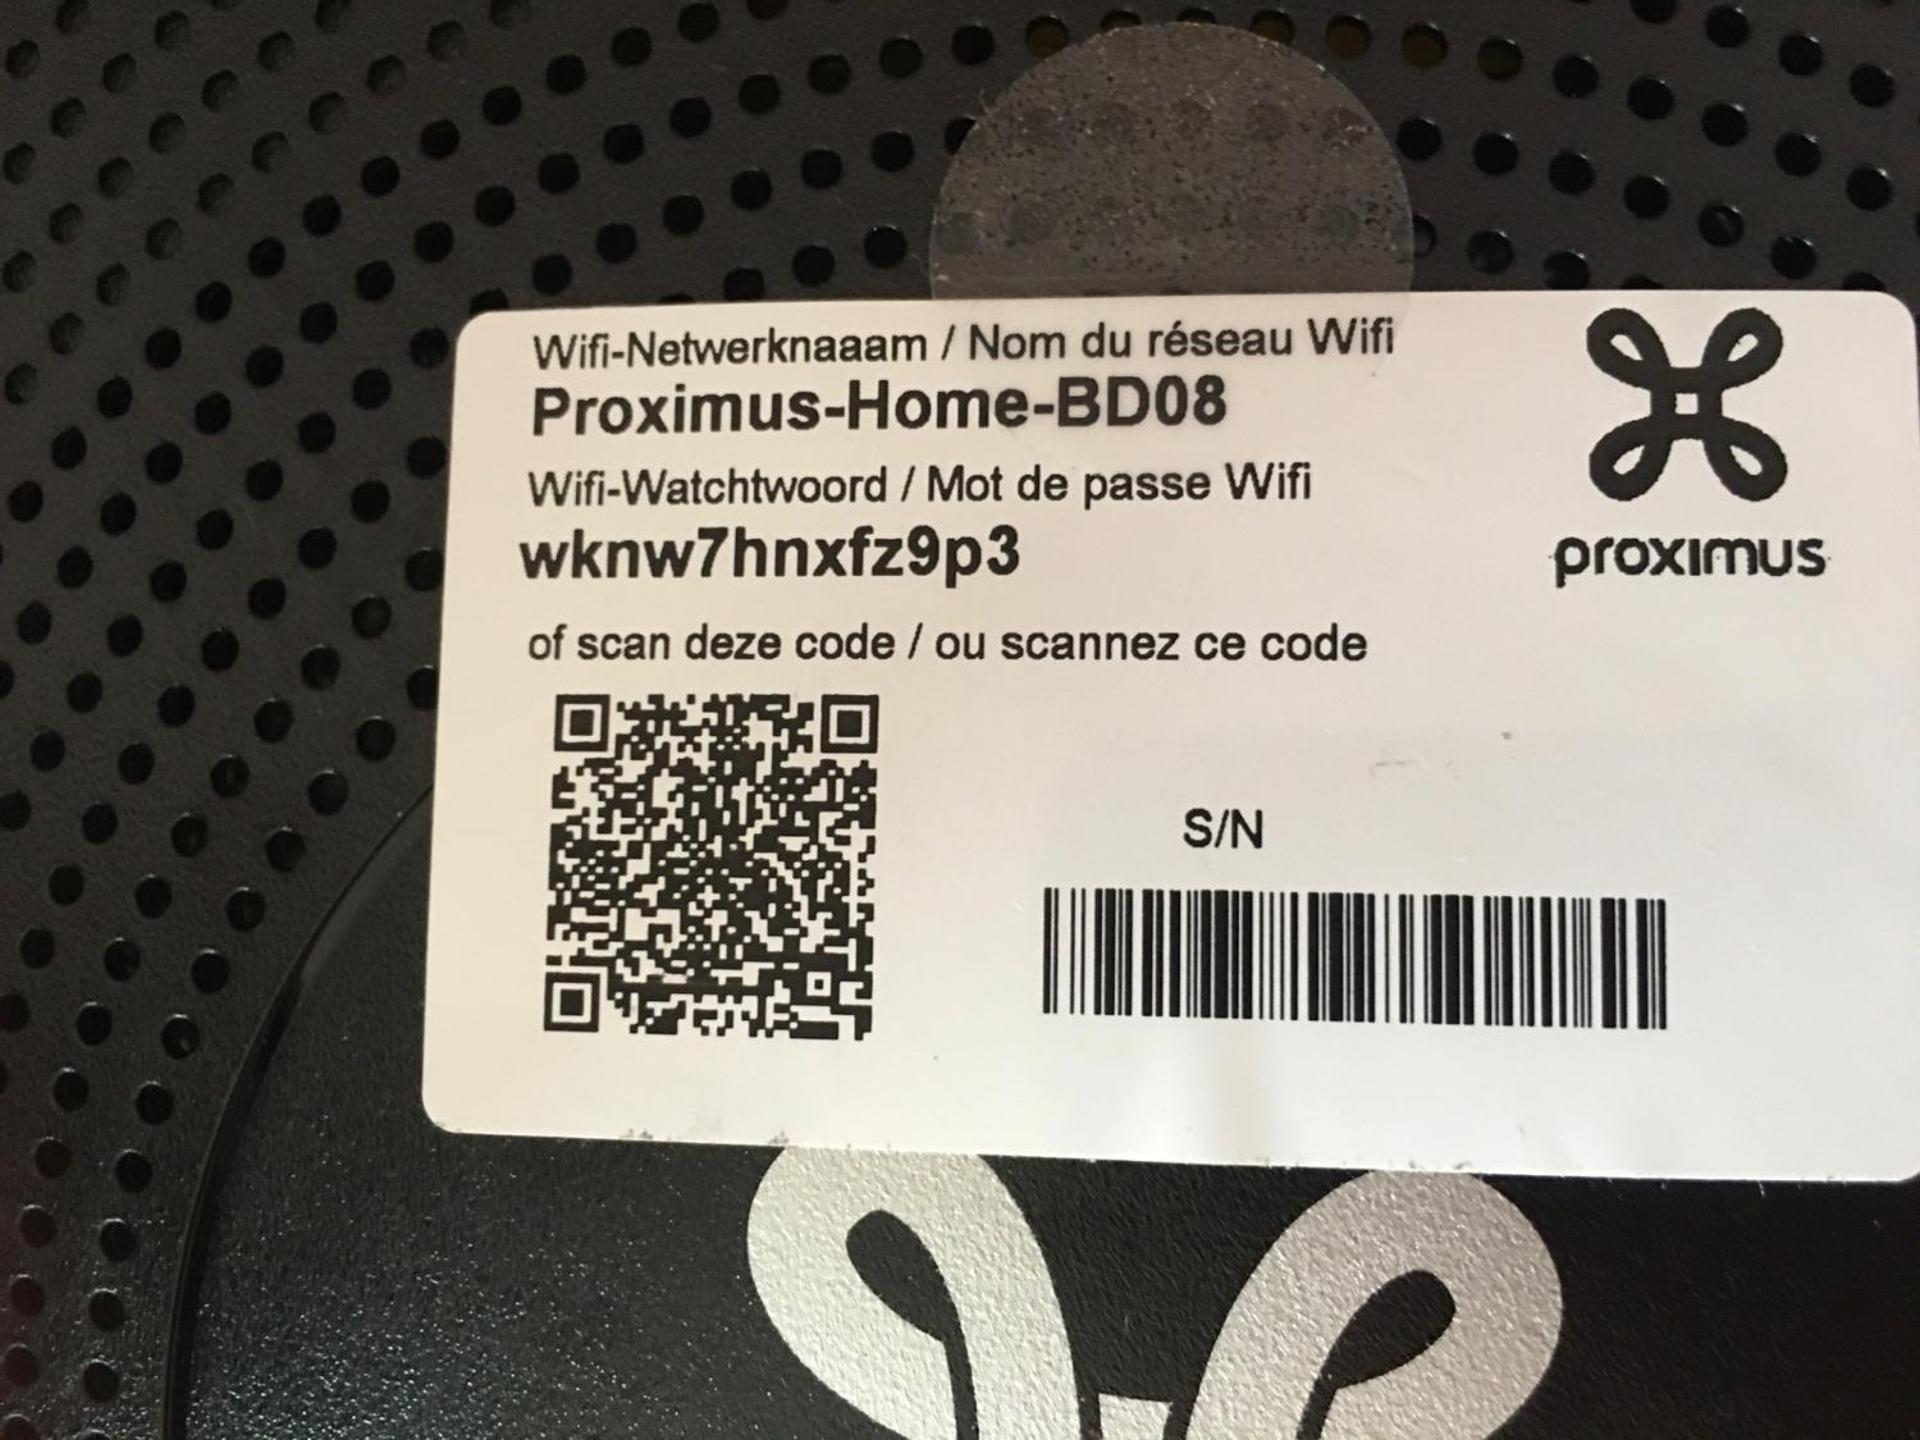 Wifi-Netwerknaaam / Nom du réseau Wifi
Proximus-Home-BD08
Wifi-Watchtwoord / Mot de passe Wifi
wknw7hnxfz9p3
of scan deze code / ou scannez ce code
proximus
S/N